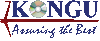 KONGU
Assuring the Best